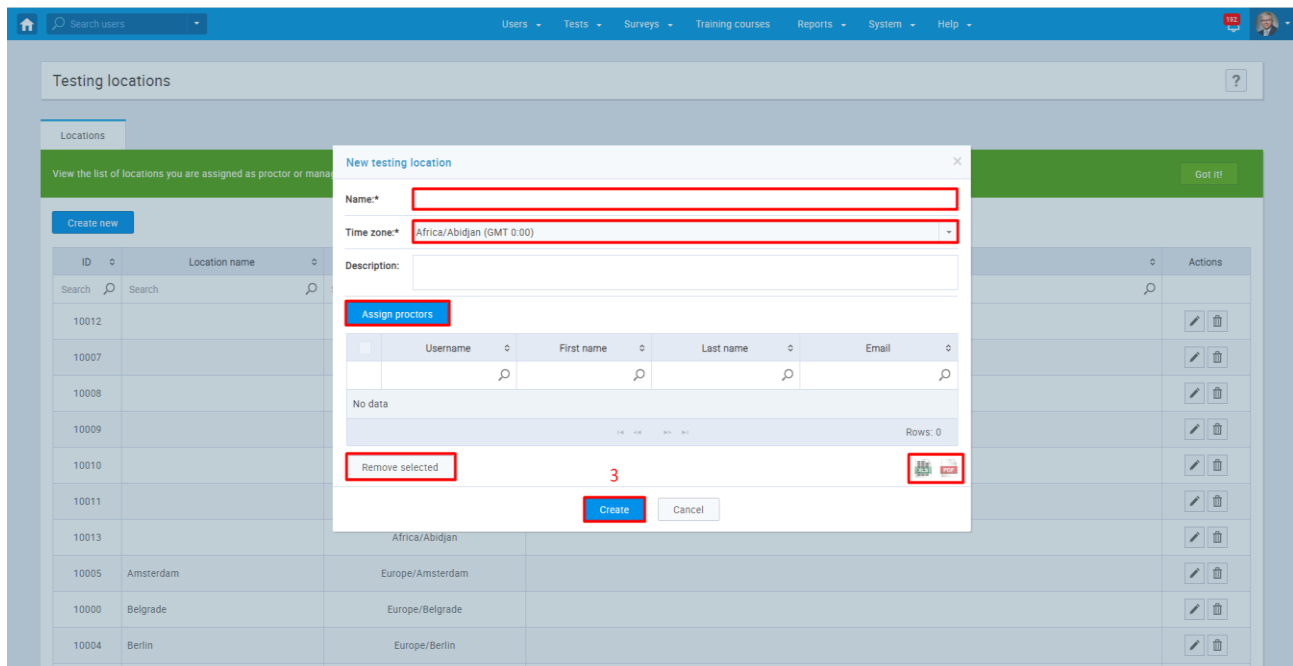 Search users
Users Tests Surveys Training courses Reports System Help
192
Testing locations
?
Locations
View the list of locations you are assigned as proctor or mana
Got it!
Create new
ID Location name Actions
Search Search
10012
10007
10008
10009
10010
10011
10013 Africa/Abidjan
10005 Amsterdam Europe/Amsterdam
10000 Belgrade Europe/Belgrade
10004 Berlin Europe/Berlin
New testing location
Name:*
Time zone:* Africa/Abidjan (GMT 0:00)
Description:
Assign proctors
Username First name Last name Email
No data
Rows: 0
Remove selected
XLS PDF
3
Create Cancel